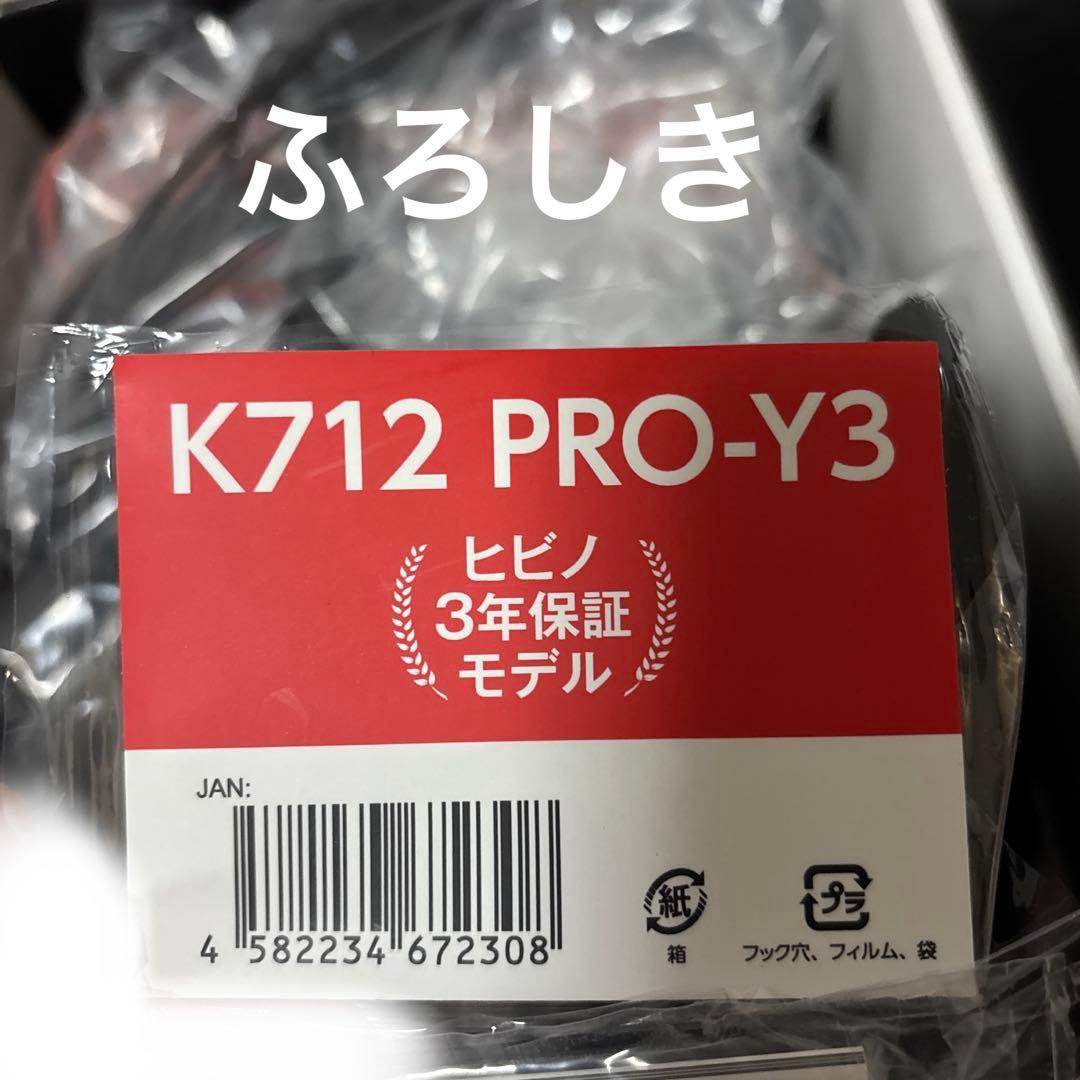 ふろしき
K712 PRO-Y3
ヒビノ
3年保証
モデル
JAN:
4 582234 672308
紙
プラ
箱
フック穴、フィルム、袋